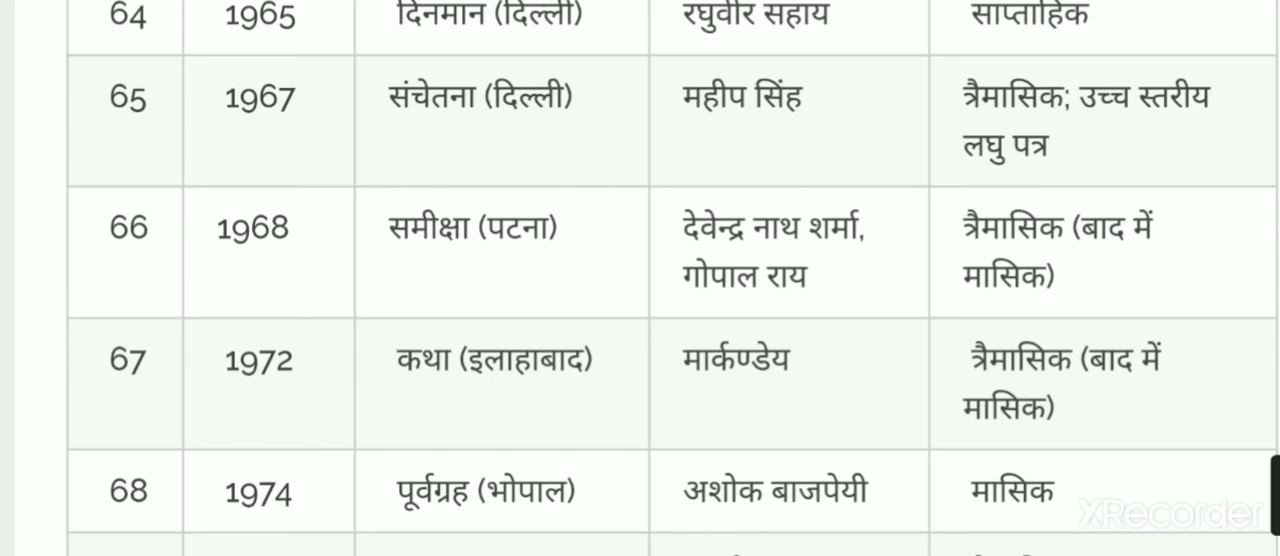 64 1965 दिनमान (दिल्ली) रघुवीर सहाय साप्ताहिक
65 1967 संचेतना (दिल्ली) महीप सिंह त्रैमासिक; उच्च स्तरीय
लघु पत्र
66 1968 समीक्षा (पटना) देवेन्द्र नाथ शर्मा, त्रैमासिक (बाद में
गोपाल राय मासिक)
67 1972 कथा (इलाहाबाद) मार्कण्डेय त्रैमासिक (बाद में
मासिक)
68 1974 पूर्वग्रह (भोपाल) अशोक बाजपेयी मासिक
XRecorder